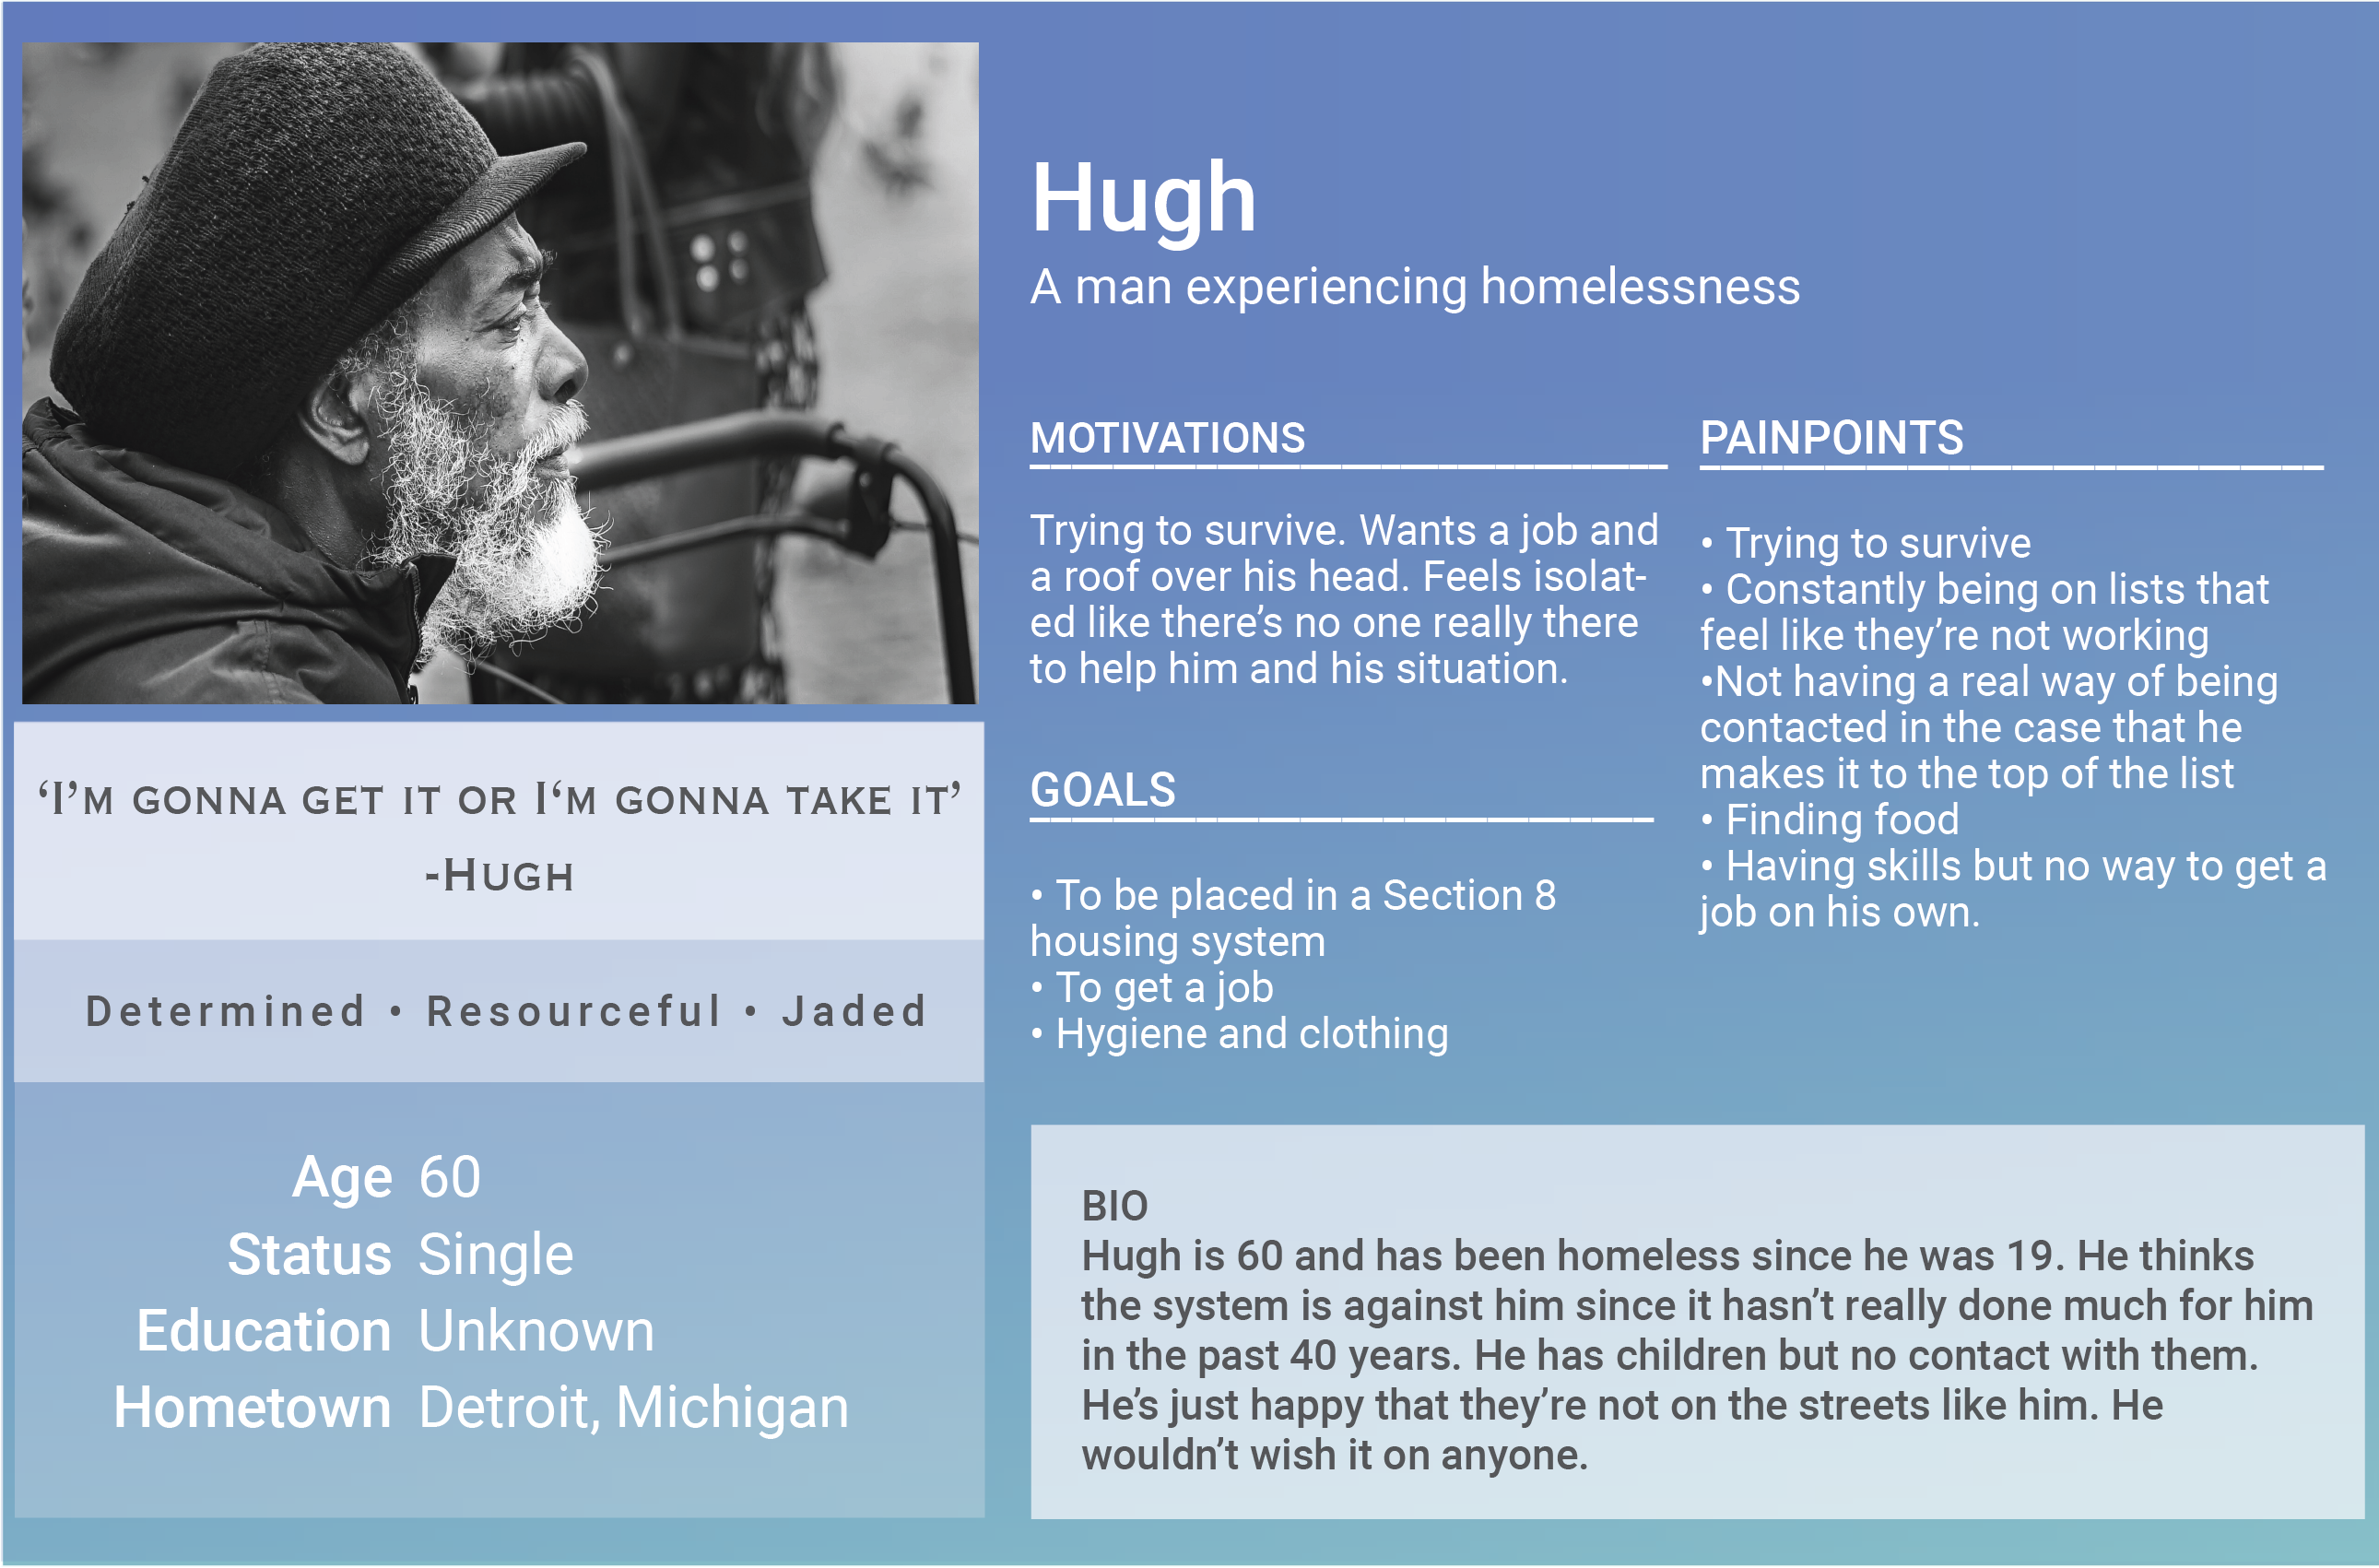 Hugh
A man experiencing homelessness
MOTIVATIONS
Trying to survive. Wants a job and
a roof over his head. Feels isolat-
ed like there’s no one really there
to help him and his situation.
GOALS
• To be placed in a Section 8
housing system
• To get a job
• Hygiene and clothing
PAINPOINTS
• Trying to survive
• Constantly being on lists that
feel like they’re not working
•Not having a real way of being
contacted in the case that he
makes it to the top of the list
• Finding food
• Having skills but no way to get a
job on his own.
‘I’M GONNA GET IT OR I‘M GONNA TAKE IT’
-HUGH
Determined • Resourceful • Jaded
Age 60
Status Single
Education Unknown
Hometown Detroit, Michigan
BIO
Hugh is 60 and has been homeless since he was 19. He thinks
the system is against him since it hasn’t really done much for him
in the past 40 years. He has children but no contact with them.
He’s just happy that they’re not on the streets like him. He
wouldn’t wish it on anyone.